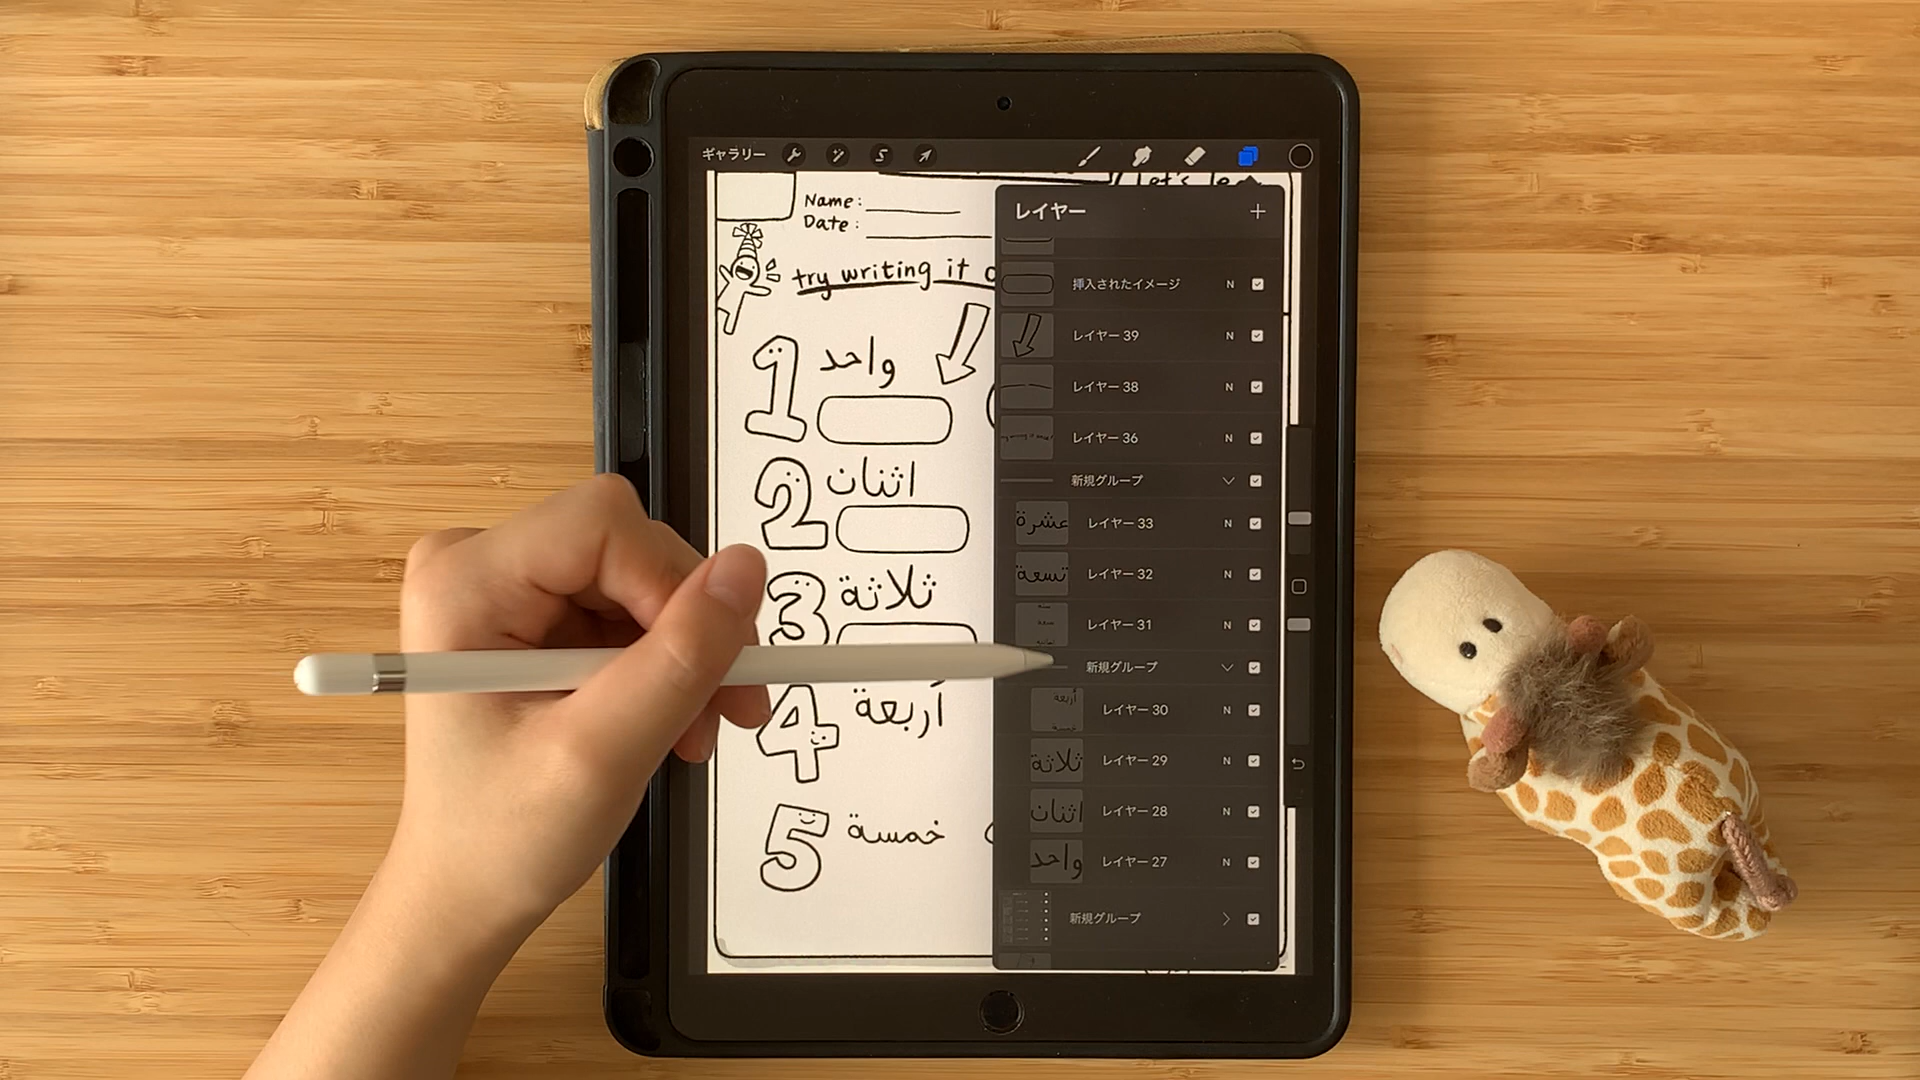 ギャラリー
let's
Name:
Date:
try writing it
1 واحد
2 اثنان
3 ثلاثة
4 أربعة
5 خمسة
レイヤー
挿入されたイメージ N
レイヤー 39 N
レイヤー 38 N
レイヤー 36 N
新規グループ
عشرة レイヤー 33 N
تسعة レイヤー 32 N
レイヤー 31 N
新規グループ
أربعة レイヤー 30 N
ثلاثة レイヤー 29 N
اثنان レイヤー 28 N
واحد レイヤー 27 N
新規グループ